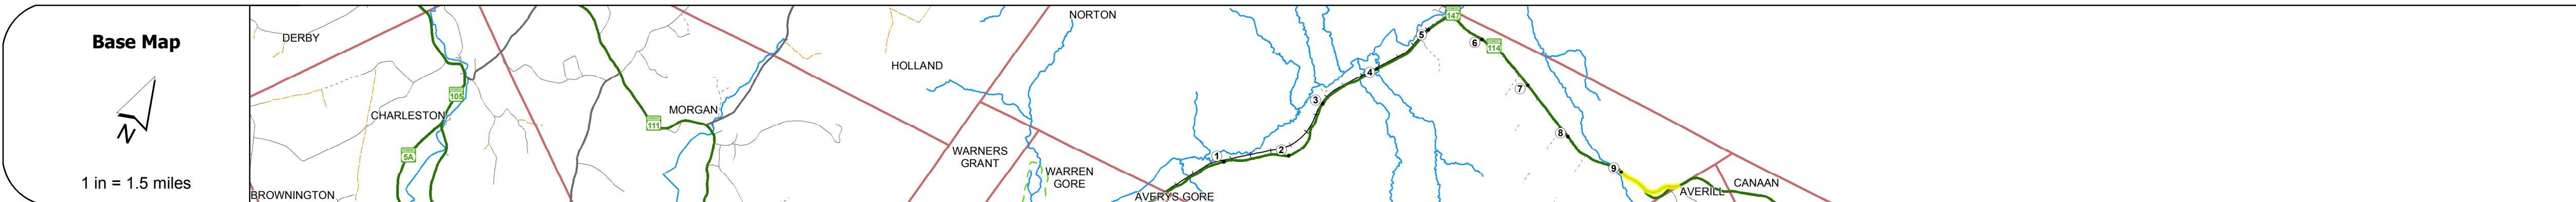 Base Map
N
1 in = 1.5 miles
DERBY
105
CHARLESTON
5A
BROWNINGTON
111
MORGAN
HOLLAND
NORTON
WARNERS
GRANT
WARREN
GORE
AVERYS GORE
1
2
3
4
5
147
6
114
7
8
9
AVERILL
CANAAN